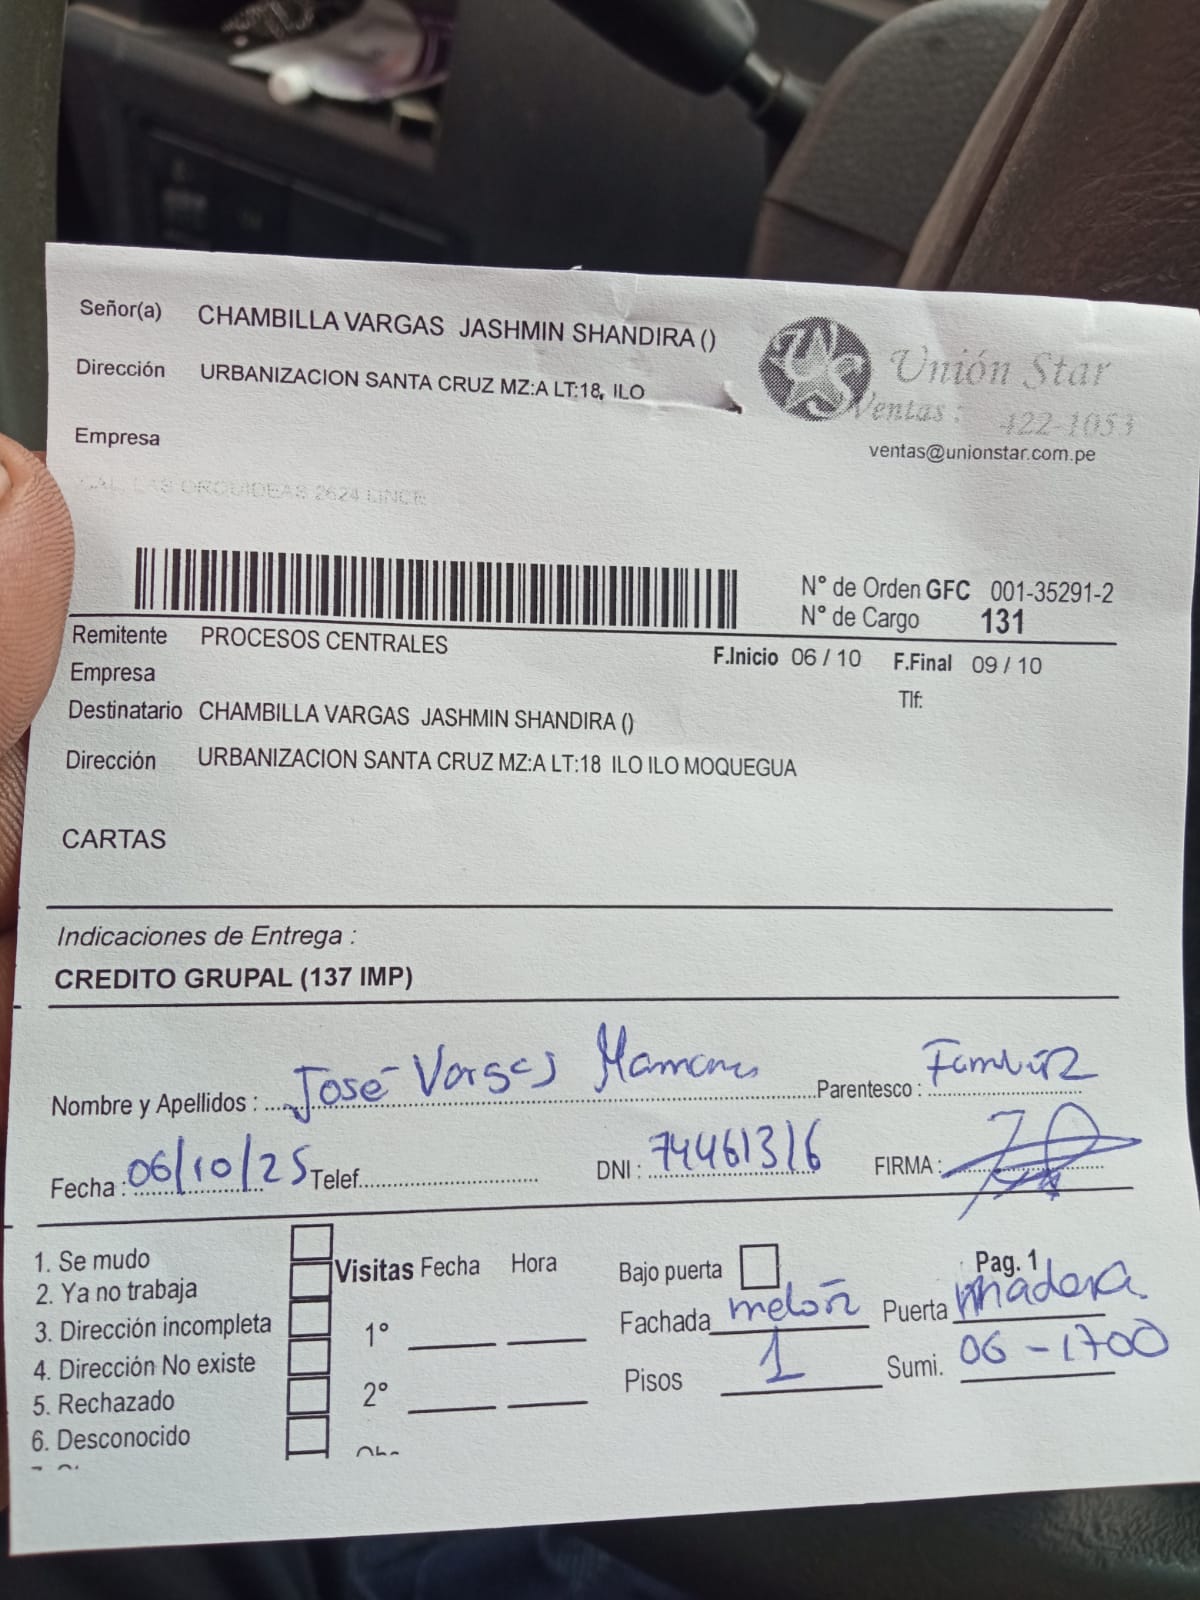 Señor(a) CHAMBILLA VARGAS JASHMIN SHANDIRA ()
Dirección URBANIZACION SANTA CRUZ MZ:A LT:18, ILO
Unión Star
Ventas : 422-1053
ventas@unionstar.com.pe
Empresa
CAL. LAS ORQUIDEAS 2624 LINCE
N° de Orden GFC 001-35291-2
N° de Cargo 131
Remitente PROCESOS CENTRALES
F.Inicio 06 / 10 F.Final 09 / 10
Empresa
Tlf:
Destinatario CHAMBILLA VARGAS JASHMIN SHANDIRA ()
Dirección URBANIZACION SANTA CRUZ MZ:A LT:18 ILO ILO MOQUEGUA
CARTAS
Indicaciones de Entrega :
CREDITO GRUPAL (137 IMP)
Nombre y Apellidos : José Vargas Mamani Parentesco :
Fecha : 06/10/25 Telef. DNI : 74461316 FIRMA :
1. Se mudo
2. Ya no trabaja
3. Dirección incompleta
4. Dirección No existe
5. Rechazado
6. Desconocido
Visitas Fecha Hora
1°
2°
Bajo puerta Pag. 1
Fachada melón Puerta madera
Pisos 1 Sumi. 06-1700